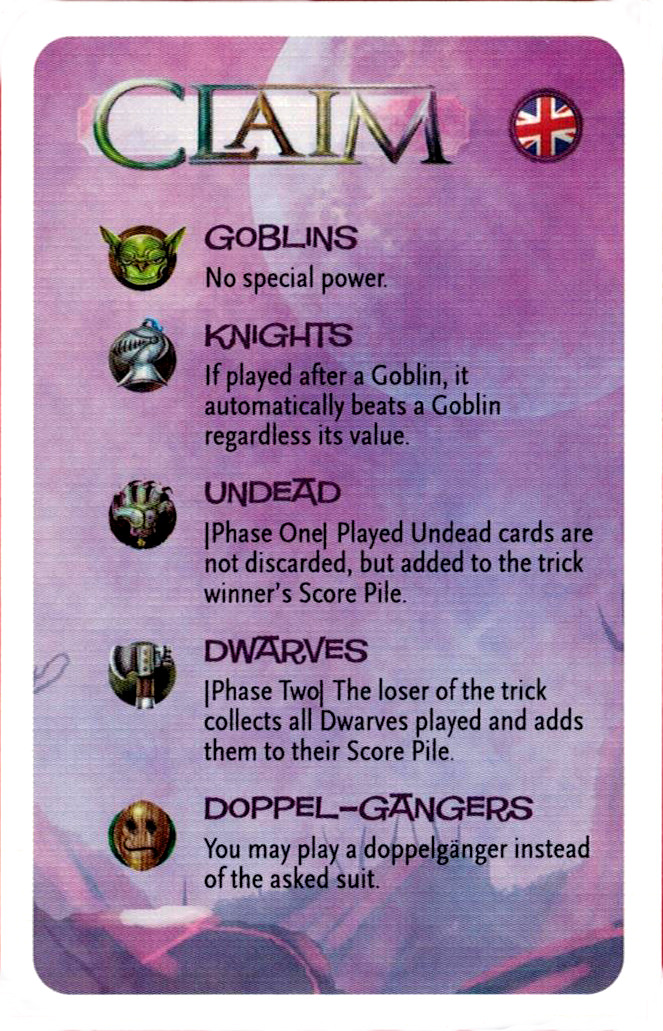 CLAIM
GOBLINS
No special power.
KNIGHTS
If played after a Goblin, it
automatically beats a Goblin
regardless its value.
UNDEAD
|Phase One| Played Undead cards are
not discarded, but added to the trick
winner's Score Pile.
DWARVES
|Phase Two| The loser of the trick
collects all Dwarves played and adds
them to their Score Pile.
DOPPEL-GÄNGERS
You may play a doppelgänger instead
of the asked suit.